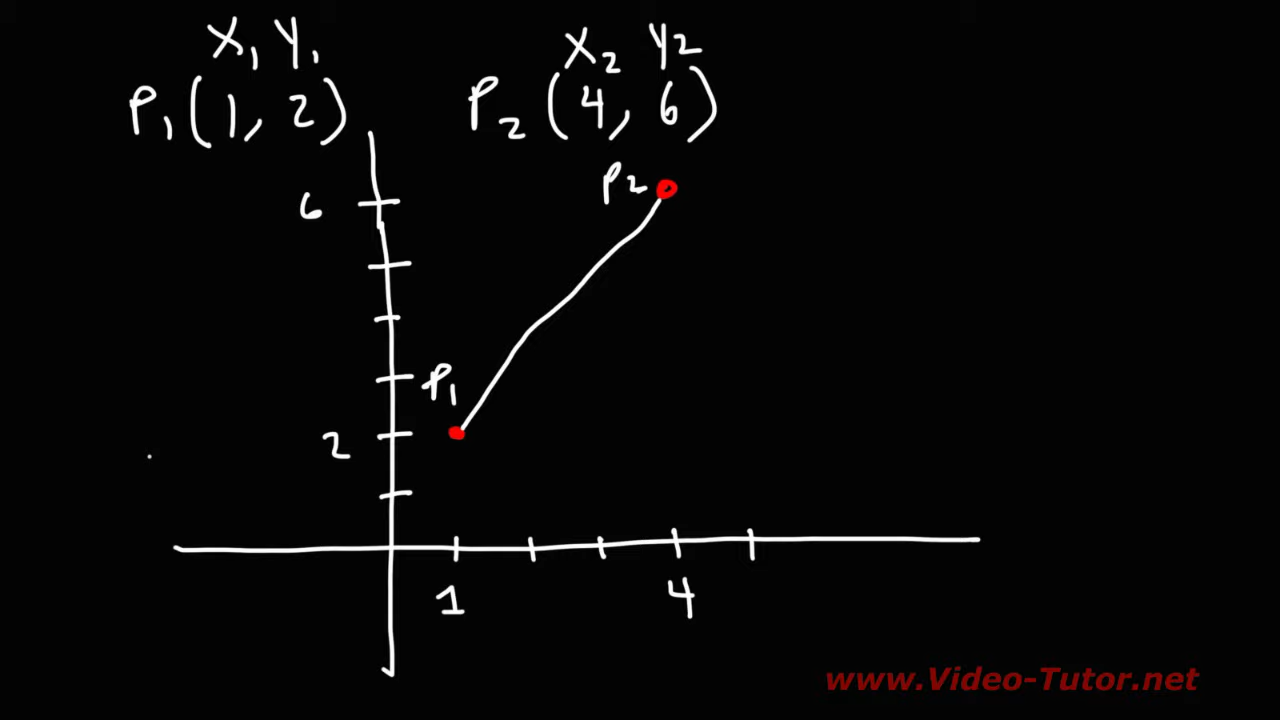 X₁ Y₁
P₁ (1, 2)
X₂ Y₂
P₂ (4, 6)
P2
6
P₁
2
1
4
www.Video-Tutor.net